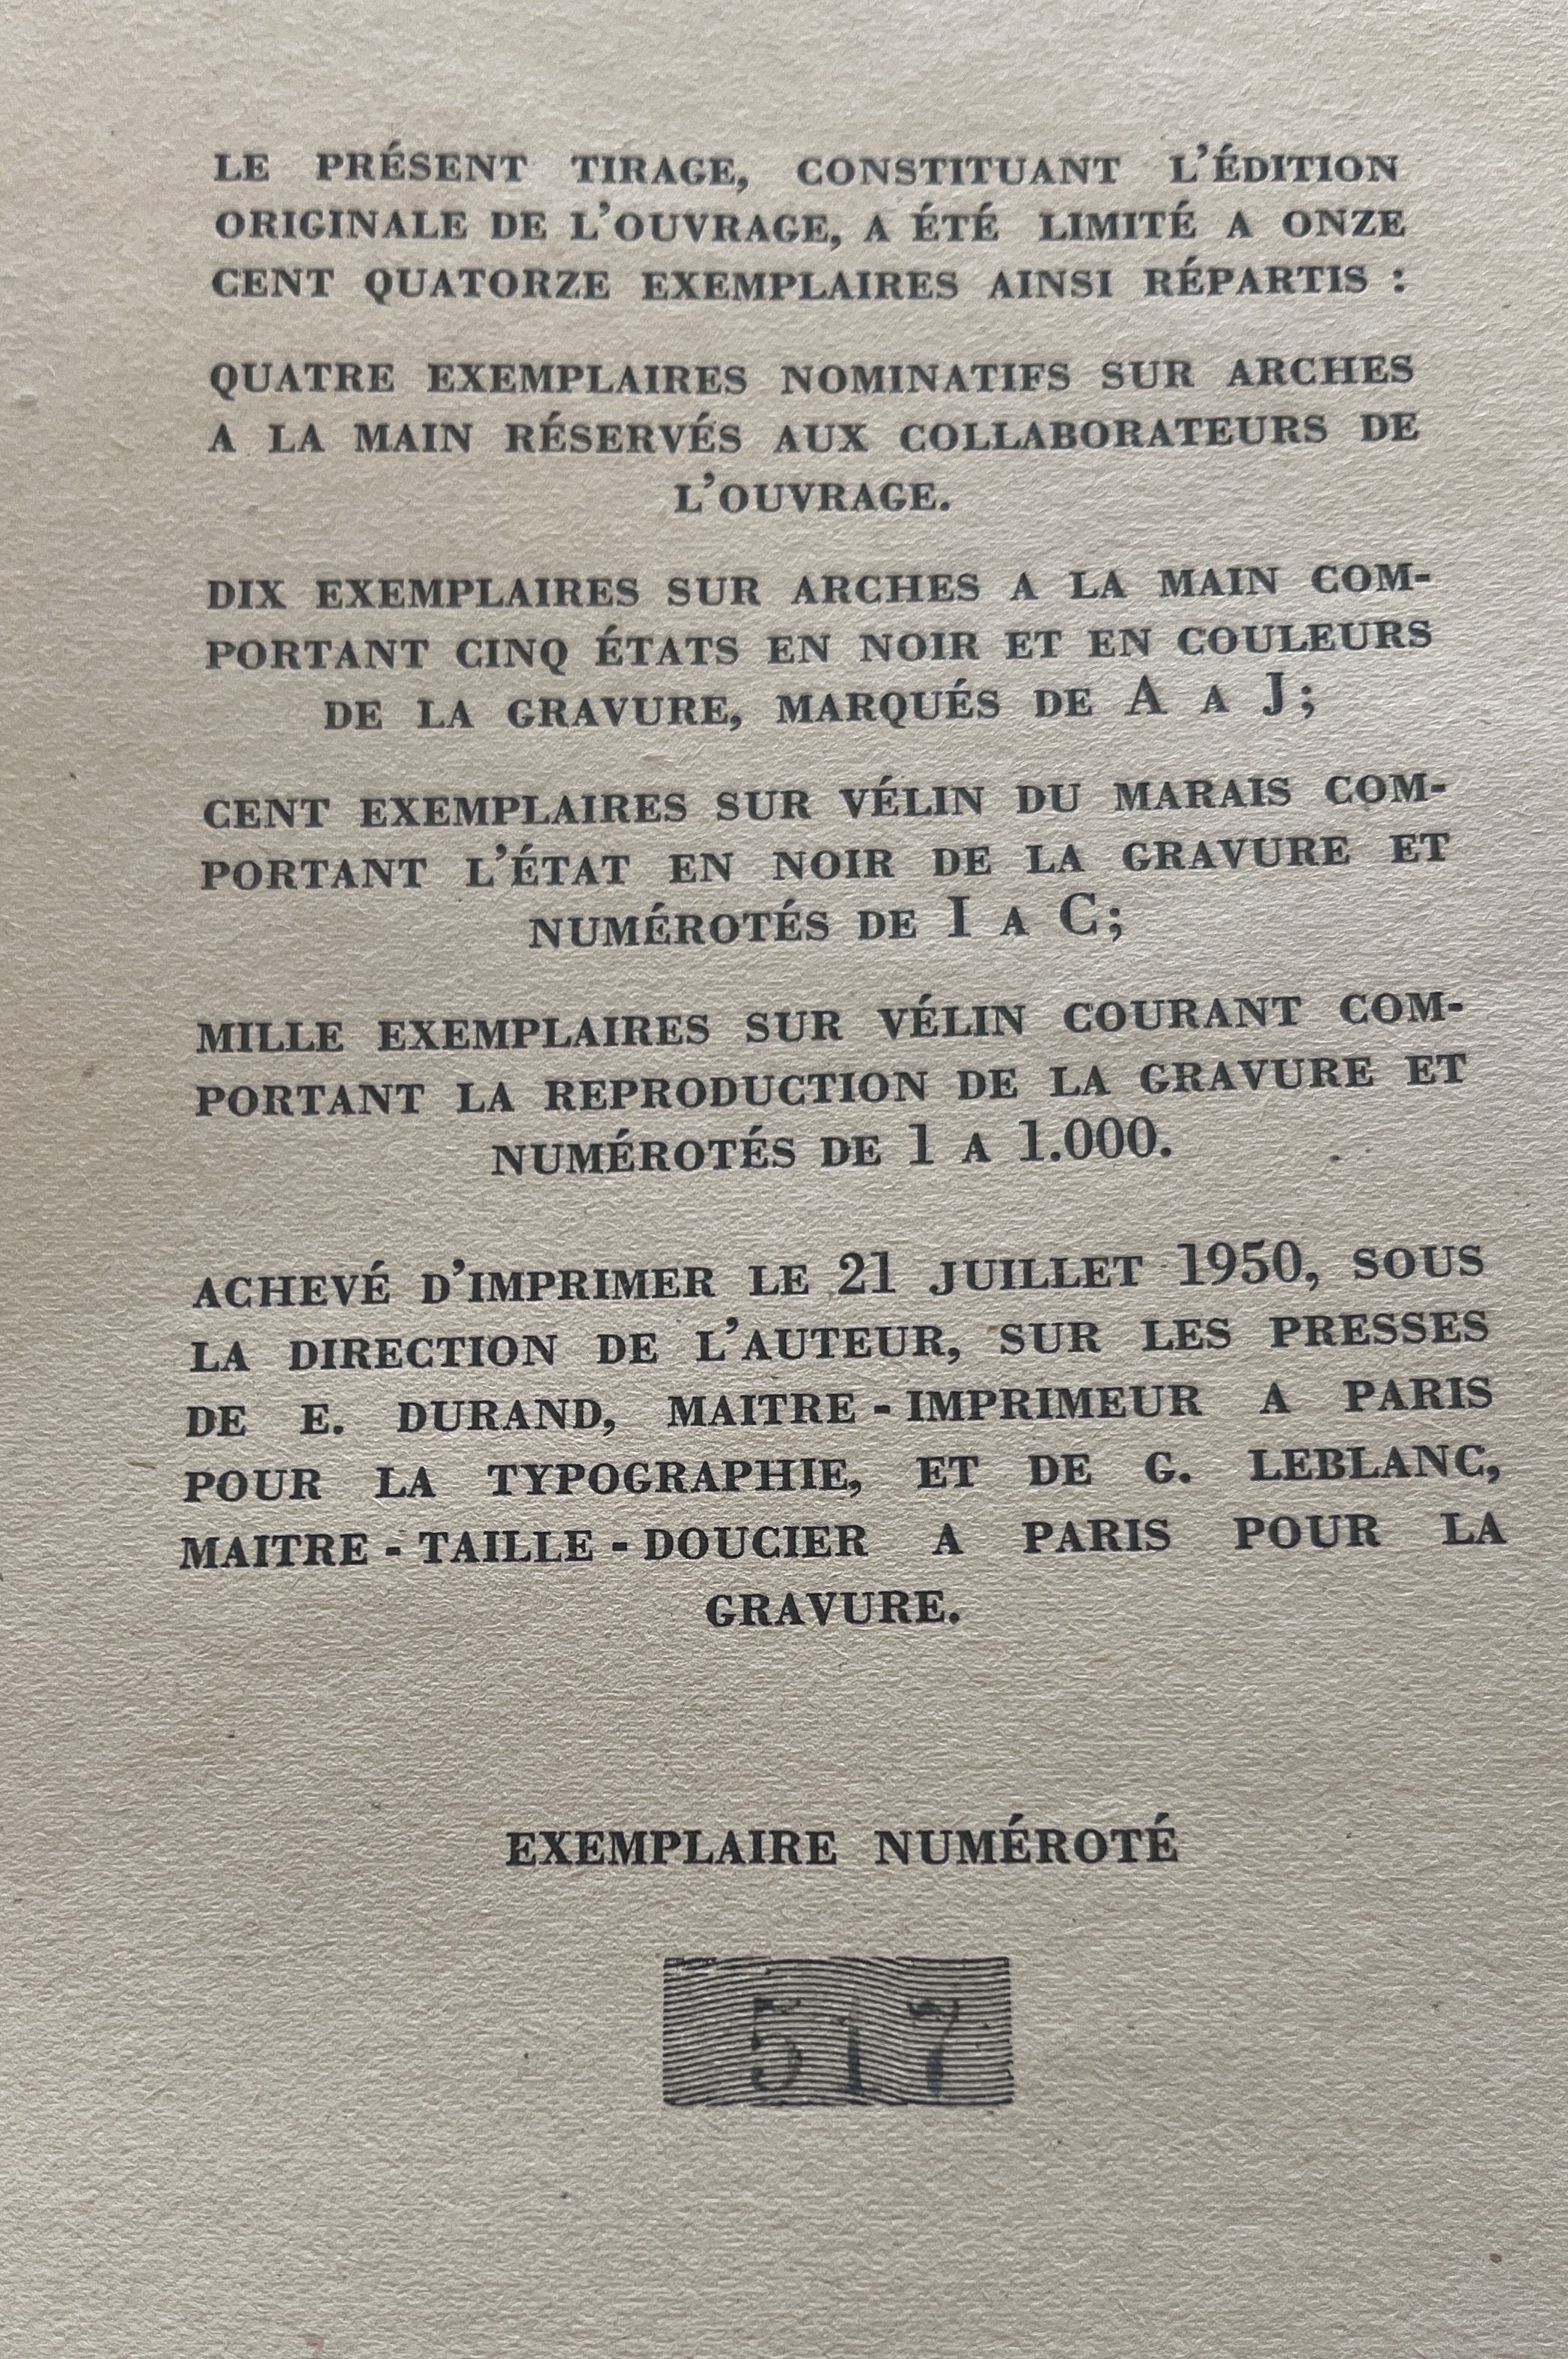 LE PRÉSENT TIRAGE, CONSTITUANT L'ÉDITION
ORIGINALE DE L'OUVRAGE, A ÉTÉ LIMITÉ A ONZE
CENT QUATORZE EXEMPLAIRES AINSI RÉPARTIS :
QUATRE EXEMPLAIRES NOMINATIFS SUR ARCHES
A LA MAIN RÉSERVÉS AUX COLLABORATEURS DE
L'OUVRAGE.
DIX EXEMPLAIRES SUR ARCHES A LA MAIN COM-
PORTANT CINQ ÉTATS EN NOIR ET EN COULEURS
DE LA GRAVURE, MARQUÉS DE A A J;
CENT EXEMPLAIRES SUR VÉLIN DU MARAIS COM-
PORTANT L'ÉTAT EN NOIR DE LA GRAVURE ET
NUMÉROTÉS DE I A C;
MILLE EXEMPLAIRES SUR VÉLIN COURANT COM-
PORTANT LA REPRODUCTION DE LA GRAVURE ET
NUMÉROTÉS DE 1 A 1.000.
ACHEVÉ D'IMPRIMER LE 21 JUILLET 1950, SOUS
LA DIRECTION DE L'AUTEUR, SUR LES PRESSES
DE E. DURAND, MAITRE-IMPRIMEUR A PARIS
POUR LA TYPOGRAPHIE, ET DE G. LEBLANC,
MAITRE-TAILLE-DOUCIER A PARIS POUR LA
GRAVURE.
EXEMPLAIRE NUMÉROTÉ
517